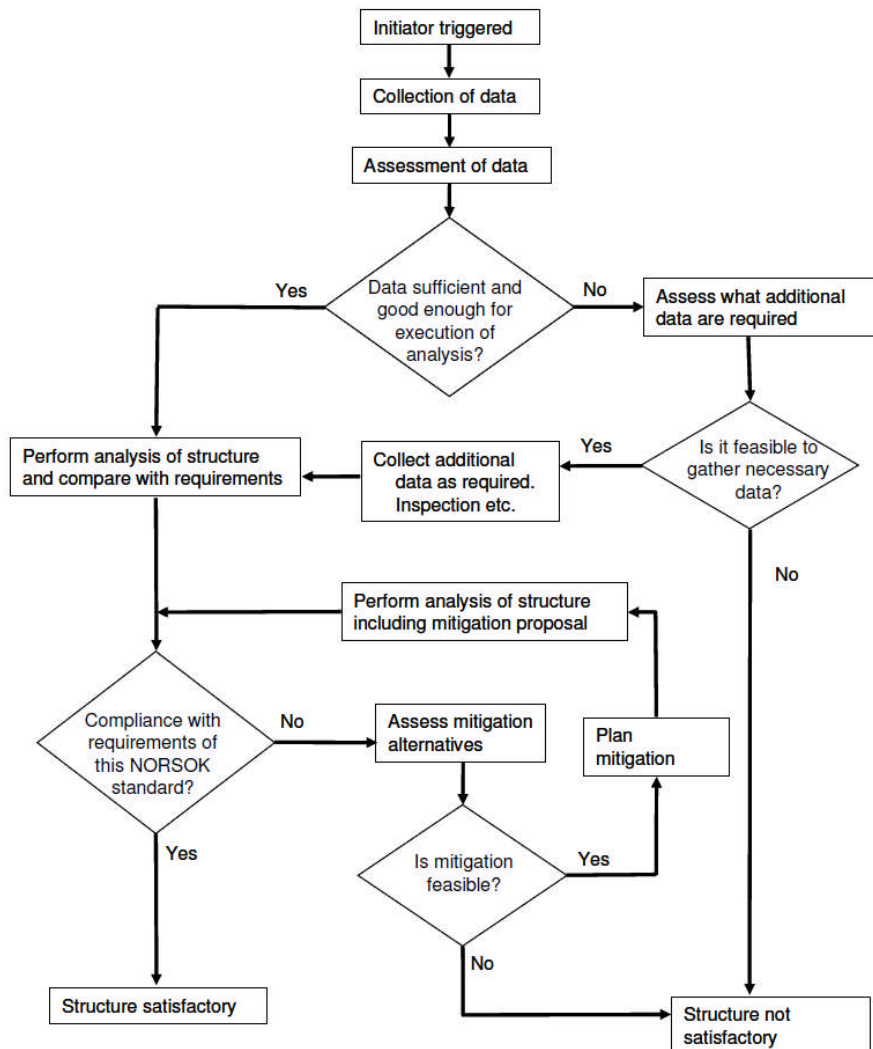 Initiator triggered
Collection of data
Assessment of data
Data sufficient and
good enough for
execution of
analysis?
Yes
No
Assess what additional
data are required
Is it feasible to
gather necessary
data?
Yes
No
Collect additional
data as required.
Inspection etc.
Perform analysis of structure
and compare with requirements
Perform analysis of structure
including mitigation proposal
Compliance with
requirements of
this NORSOK
standard?
No
Yes
Assess mitigation
alternatives
Plan
mitigation
Is mitigation
feasible?
Yes
No
Structure satisfactory
Structure not
satisfactory